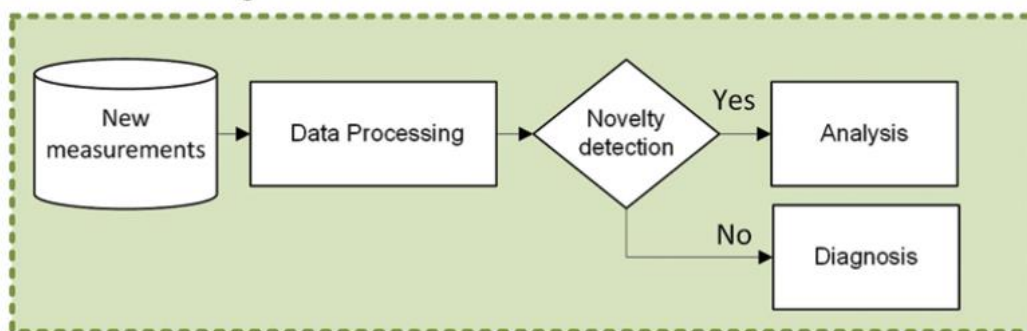 New
measurements
Data Processing
Novelty
detection
Yes
Analysis
No
Diagnosis